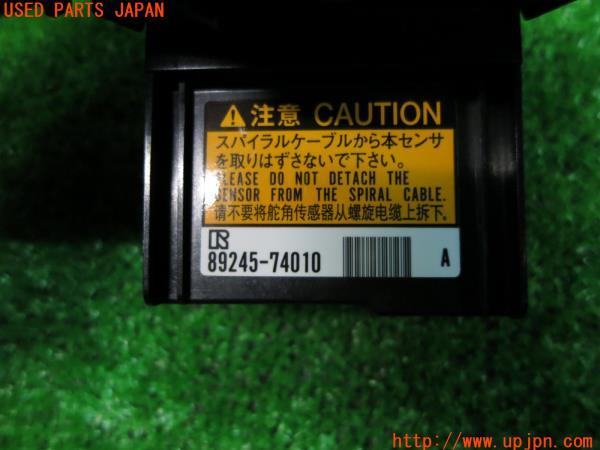 USED PARTS JAPAN
注意 CAUTION
スパイラルケーブルから本センサ
を取りはずさないで下さい。
PLEASE DO NOT DETACH THE
SENSOR FROM THE SPIRAL CABLE.
请不要将舵角传感器从螺旋电缆上拆下。
89245-74010 A
http://www.upjpn.com/